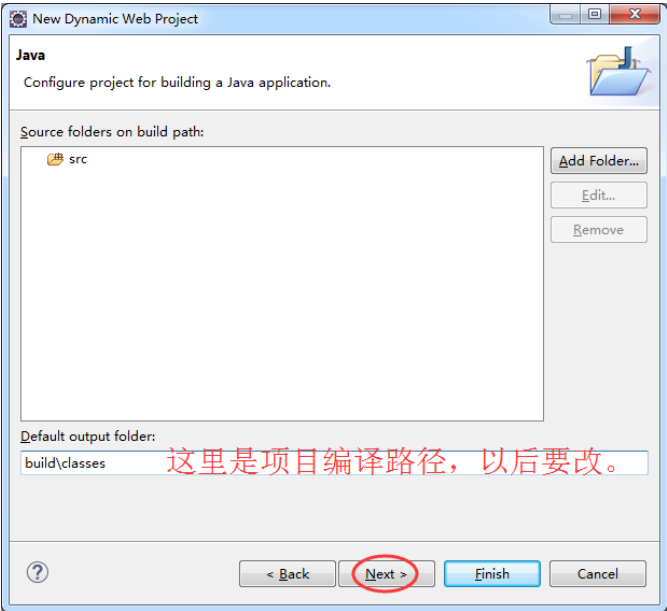 New Dynamic Web Project
Java
Configure project for building a Java application.
Source folders on build path:
src
Add Folder...
Edit...
Remove
Default output folder:
build\classes
这里是项目编译路径，以后要改。
?
< Back
Next >
Finish
Cancel